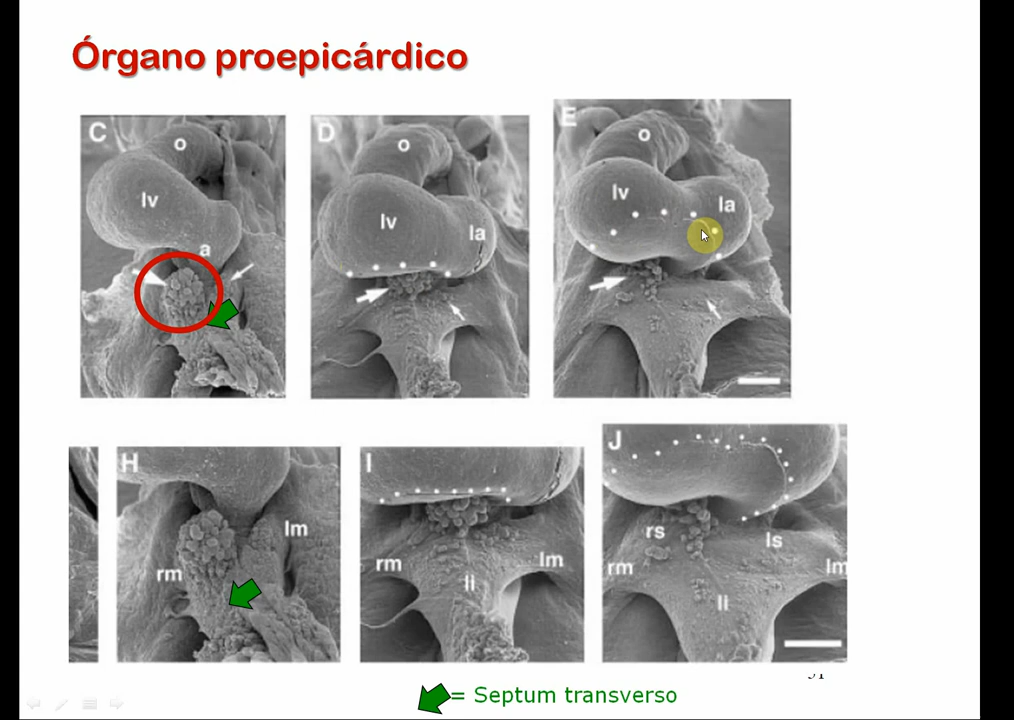 Órgano proepicárdico
C
o
lv
a
D
o
lv
la
E
o
lv
la
H
lm
rm
I
rm
lm
li
J
rs
ls
rm
lm
li
= Septum transverso